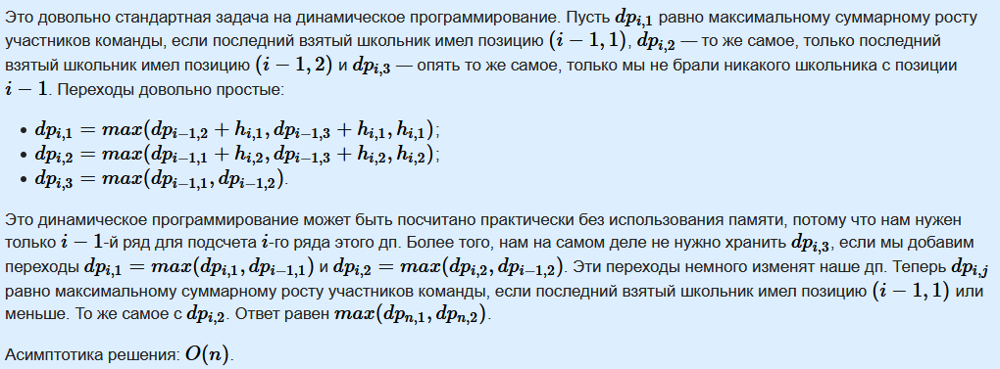 Это довольно стандартная задача на динамическое программирование. Пусть dp_{i,1} равно максимальному суммарному росту
участников команды, если последний взятый школьник имел позицию (i − 1, 1), dp_{i,2} — то же самое, только последний
взятый школьник имел позицию (i − 1, 2) и dp_{i,3} — опять то же самое, только мы не брали никакого школьника с позиции
i − 1. Переходы довольно простые:
• dp_{i,1} = max(dp_{i−1,2} + h_{i,1}, dp_{i−1,3} + h_{i,1}, h_{i,1});
• dp_{i,2} = max(dp_{i−1,1} + h_{i,2}, dp_{i−1,3} + h_{i,2}, h_{i,2});
• dp_{i,3} = max(dp_{i−1,1}, dp_{i−1,2}).
Это динамическое программирование может быть посчитано практически без использования памяти, потому что нам нужен
только i − 1-й ряд для подсчета i-го ряда этого дп. Более того, нам на самом деле не нужно хранить dp_{i,3}, если мы добавим
переходы dp_{i,1} = max(dp_{i,1}, dp_{i−1,1}) и dp_{i,2} = max(dp_{i,2}, dp_{i−1,2}). Эти переходы немного изменят наше дп. Теперь dp_{i,j}
равно максимальному суммарному росту участников команды, если последний взятый школьник имел позицию (i − 1, 1) или
меньше. То же самое с dp_{i,2}. Ответ равен max(dp_{n,1}, dp_{n,2}).
Асимптотика решения: O(n).